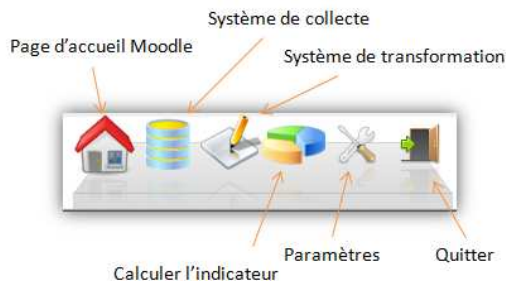 Système de collecte
Page d'accueil Moodle
Système de transformation
Paramètres
Quitter
Calculer l'indicateur